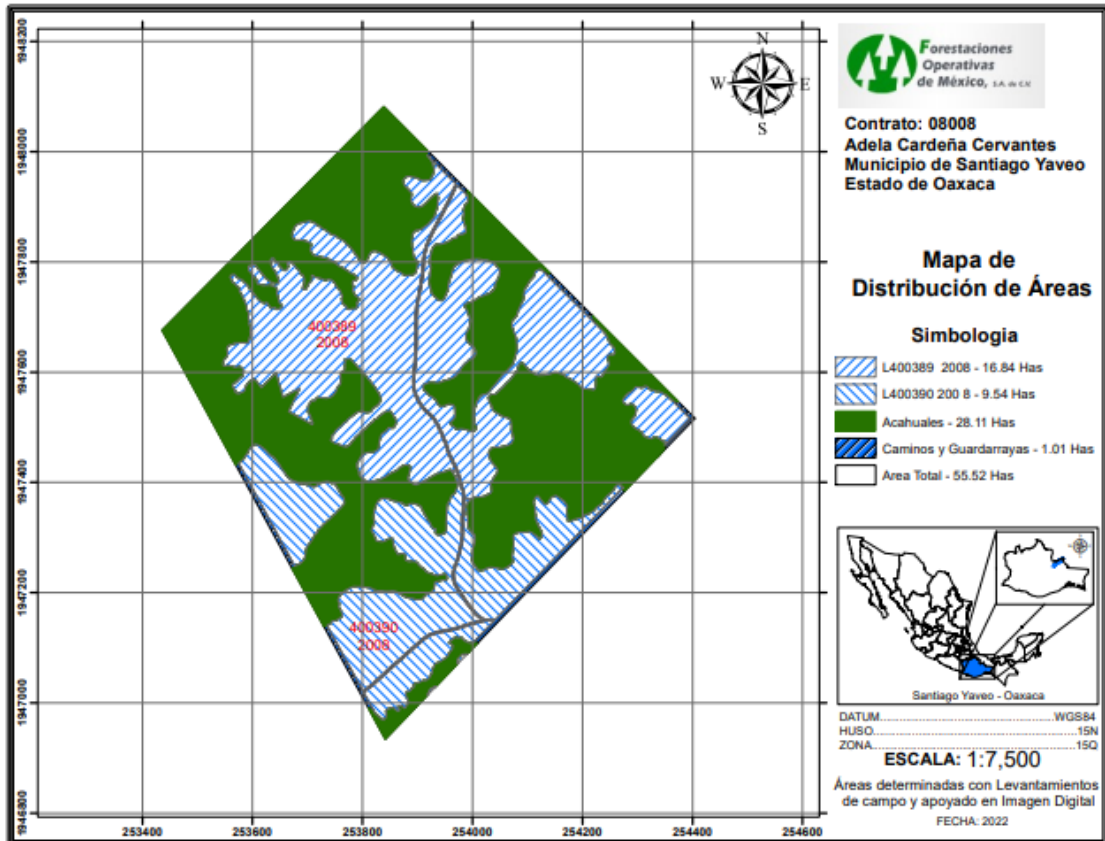 1948200
1948000
1947800
1947600
1947400
1947200
1947000
1946800
253400
253600
253800
254000
254200
254400
254600
N
W
E
S
400389
2008
400390
2008
Forestaciones
Operativas
de México, S.A. de C.V.
Contrato: 08008
Adela Cardeña Cervantes
Municipio de Santiago Yaveo
Estado de Oaxaca
Mapa de
Distribución de Áreas
Simbologia
L400389 2008 - 16.84 Has
L400390 200 8 - 9.54 Has
Acahuales - 28.11 Has
Caminos y Guardarrayas - 1.01 Has
Area Total - 55.52 Has
Santiago Yaveo - Oaxaca
DATUM.......................................................WGS84
HUSO...............................................................15N
ZONA...............................................................15Q
ESCALA: 1:7,500
Áreas determinadas con Levantamientos
de campo y apoyado en Imagen Digital
FECHA: 2022